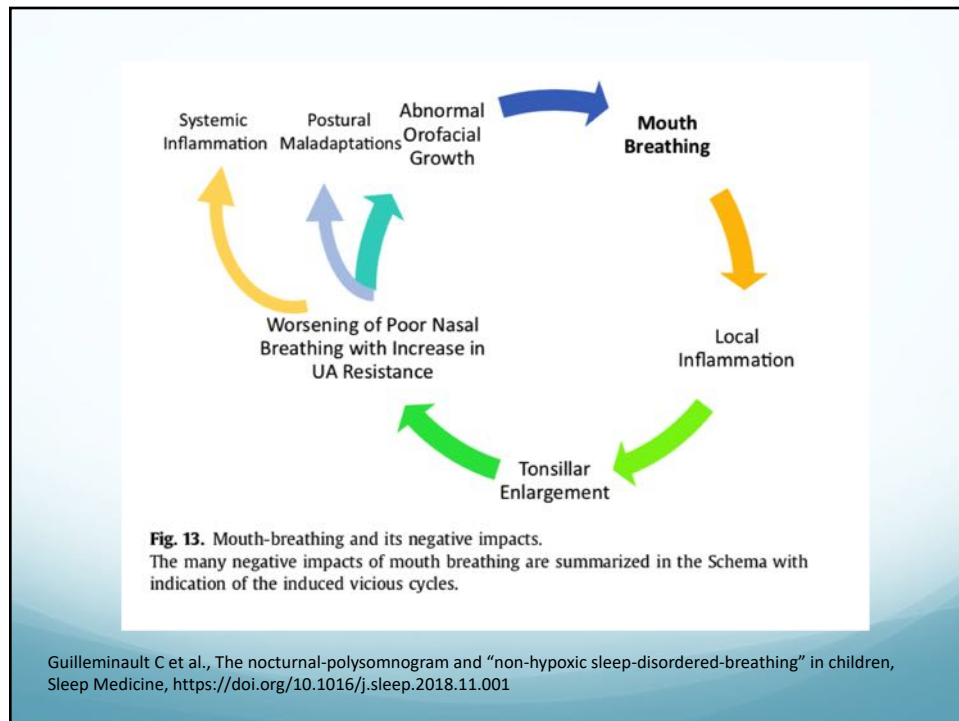 Systemic
Inflammation
Postural
Maladaptations
Abnormal
Orofacial
Growth
Mouth
Breathing
Local
Inflammation
Tonsillar
Enlargement
Worsening of Poor Nasal
Breathing with Increase in
UA Resistance
Fig. 13. Mouth-breathing and its negative impacts.
The many negative impacts of mouth breathing are summarized in the Schema with
indication of the induced vicious cycles.
Guilleminault C et al., The nocturnal-polysomnogram and “non-hypoxic sleep-disordered-breathing” in children,
Sleep Medicine, https://doi.org/10.1016/j.sleep.2018.11.001